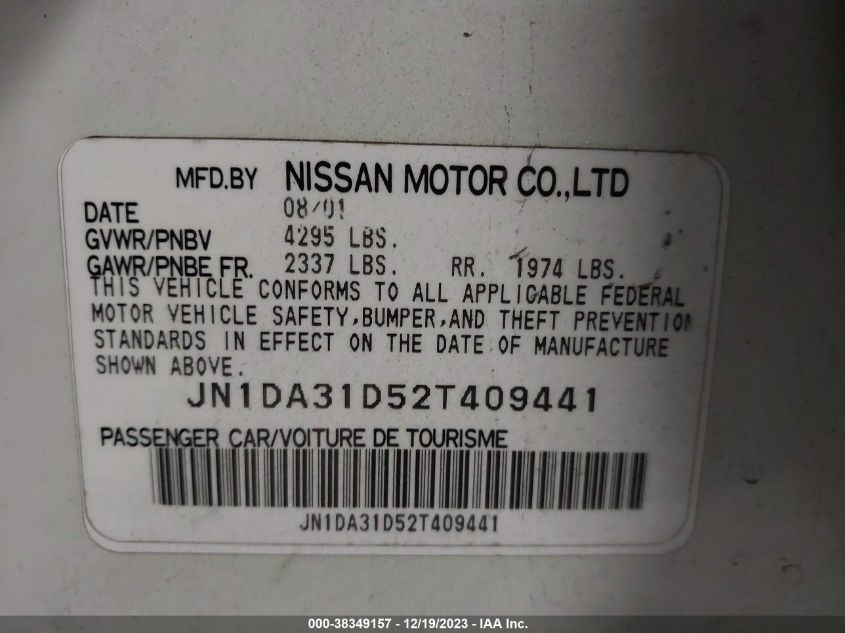 MFD.BY NISSAN MOTOR CO.,LTD
DATE 08/01
GVWR/PNBV 4295 LBS.
GAWR/PNBE FR. 2337 LBS. RR. 1974 LBS.
THIS VEHICLE CONFORMS TO ALL APPLICABLE FEDERAL
MOTOR VEHICLE SAFETY,BUMPER,AND THEFT PREVENTION
STANDARDS IN EFFECT ON THE DATE OF MANUFACTURE
SHOWN ABOVE.
JN1DA31D52T409441
PASSENGER CAR/VOITURE DE TOURISME
JN1DA31D52T409441
000-38349157 - 12/19/2023 - IAA Inc.